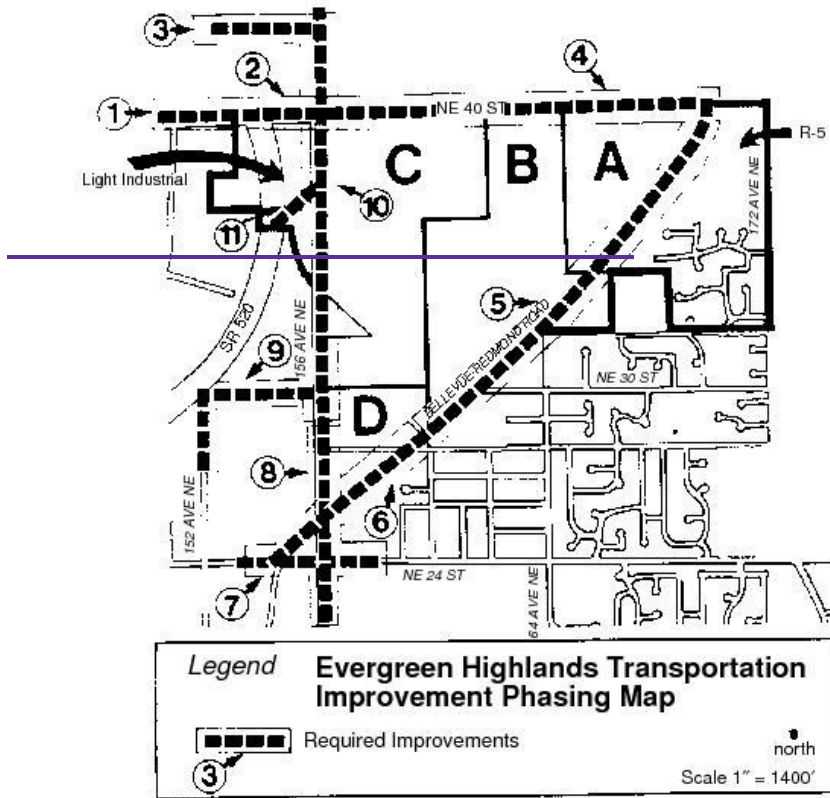 3
2
4
1
NE 40 ST
R-5
C
B
A
Light Industrial
172 AVE NE
10
11
5
SR 520
156 AVE NE
9
BELLEVUE-REDMOND ROAD
NE 30 ST
D
8
6
152 AVE NE
7
NE 24 ST
64 AVE NE
Legend
Evergreen Highlands Transportation
Improvement Phasing Map
Required Improvements
3
north
Scale 1" = 1400'